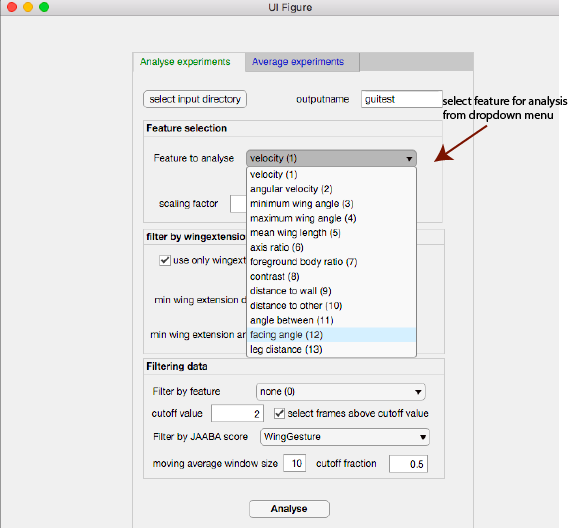 UI Figure
Analyse experiments
Average experiments
select input directory
outputname
guitest
select feature for analysis
from dropdown menu
Feature selection
Feature to analyse
velocity (1)
velocity (1)
angular velocity (2)
minimum wing angle (3)
maximum wing angle (4)
mean wing length (5)
axis ratio (6)
foreground body ratio (7)
contrast (8)
distance to wall (9)
distance to other (10)
angle between (11)
facing angle (12)
leg distance (13)
scaling factor
filter by wingextension
use only wingext
min wing extension d
min wing extension an
Filtering data
Filter by feature
none (0)
cutoff value
2
select frames above cutoff value
Filter by JAABA score
WingGesture
moving average window size
10
cutoff fraction
0.5
Analyse